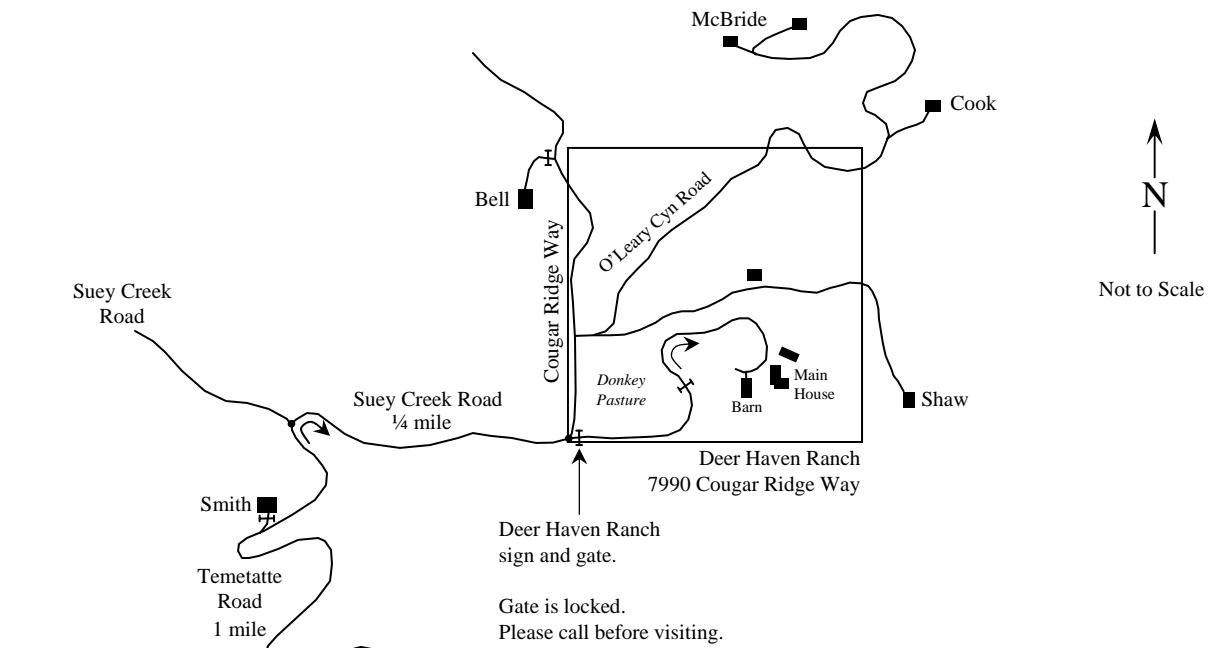 McBride
Cook
N
Not to Scale
Bell
Cougar Ridge Way
O'Leary Cyn Road
Suey Creek
Road
Suey Creek Road
¼ mile
Donkey
Pasture
Barn
Main
House
Shaw
Deer Haven Ranch
7990 Cougar Ridge Way
Smith
Deer Haven Ranch
sign and gate.
Gate is locked.
Please call before visiting.
Temetatte
Road
1 mile